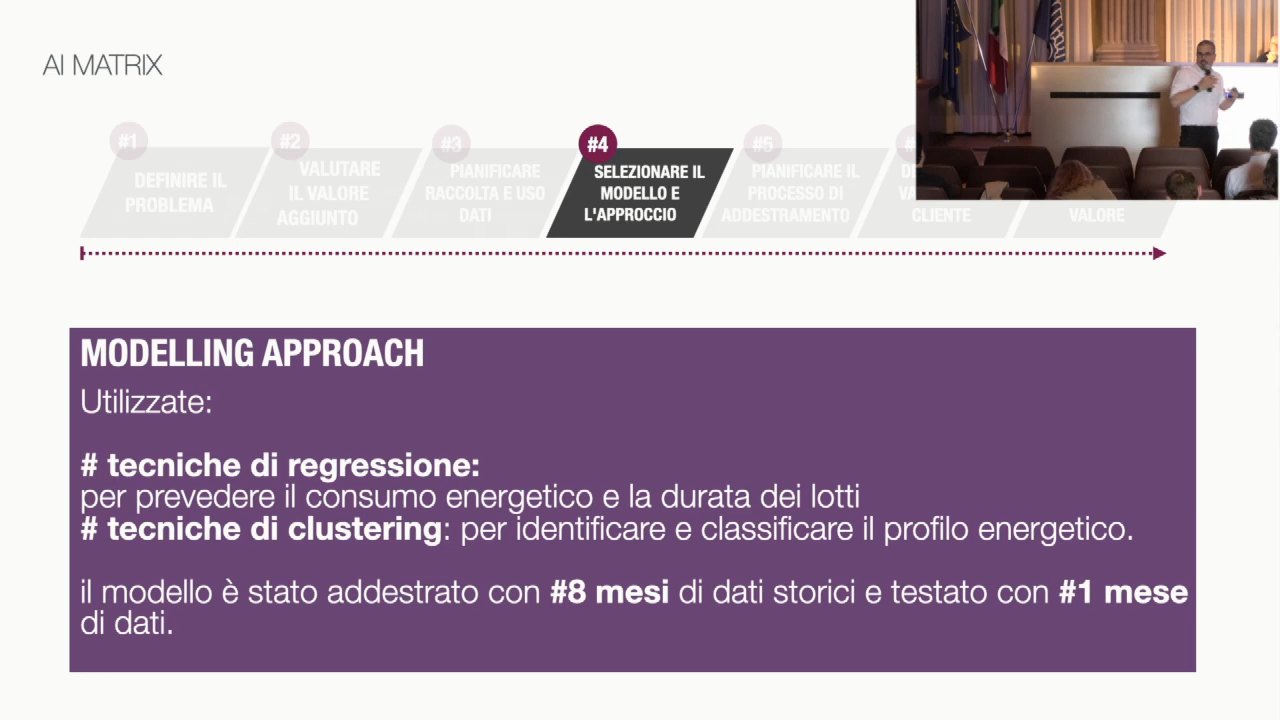 AI MATRIX
#1
DEFINIRE IL
PROBLEMA
#2
VALUTARE
IL VALORE
AGGIUNTO
#3
PIANIFICARE
RACCOLTA E USO
DATI
#4
SELEZIONARE IL
MODELLO E
L'APPROCCIO
#5
PIANIFICARE IL
PROCESSO DI
ADDESTRAMENTO
CLIENTE
VALORE
MODELLING APPROACH
Utilizzate:
# tecniche di regressione:
per prevedere il consumo energetico e la durata dei lotti
# tecniche di clustering: per identificare e classificare il profilo energetico.
il modello è stato addestrato con #8 mesi di dati storici e testato con #1 mese
di dati.